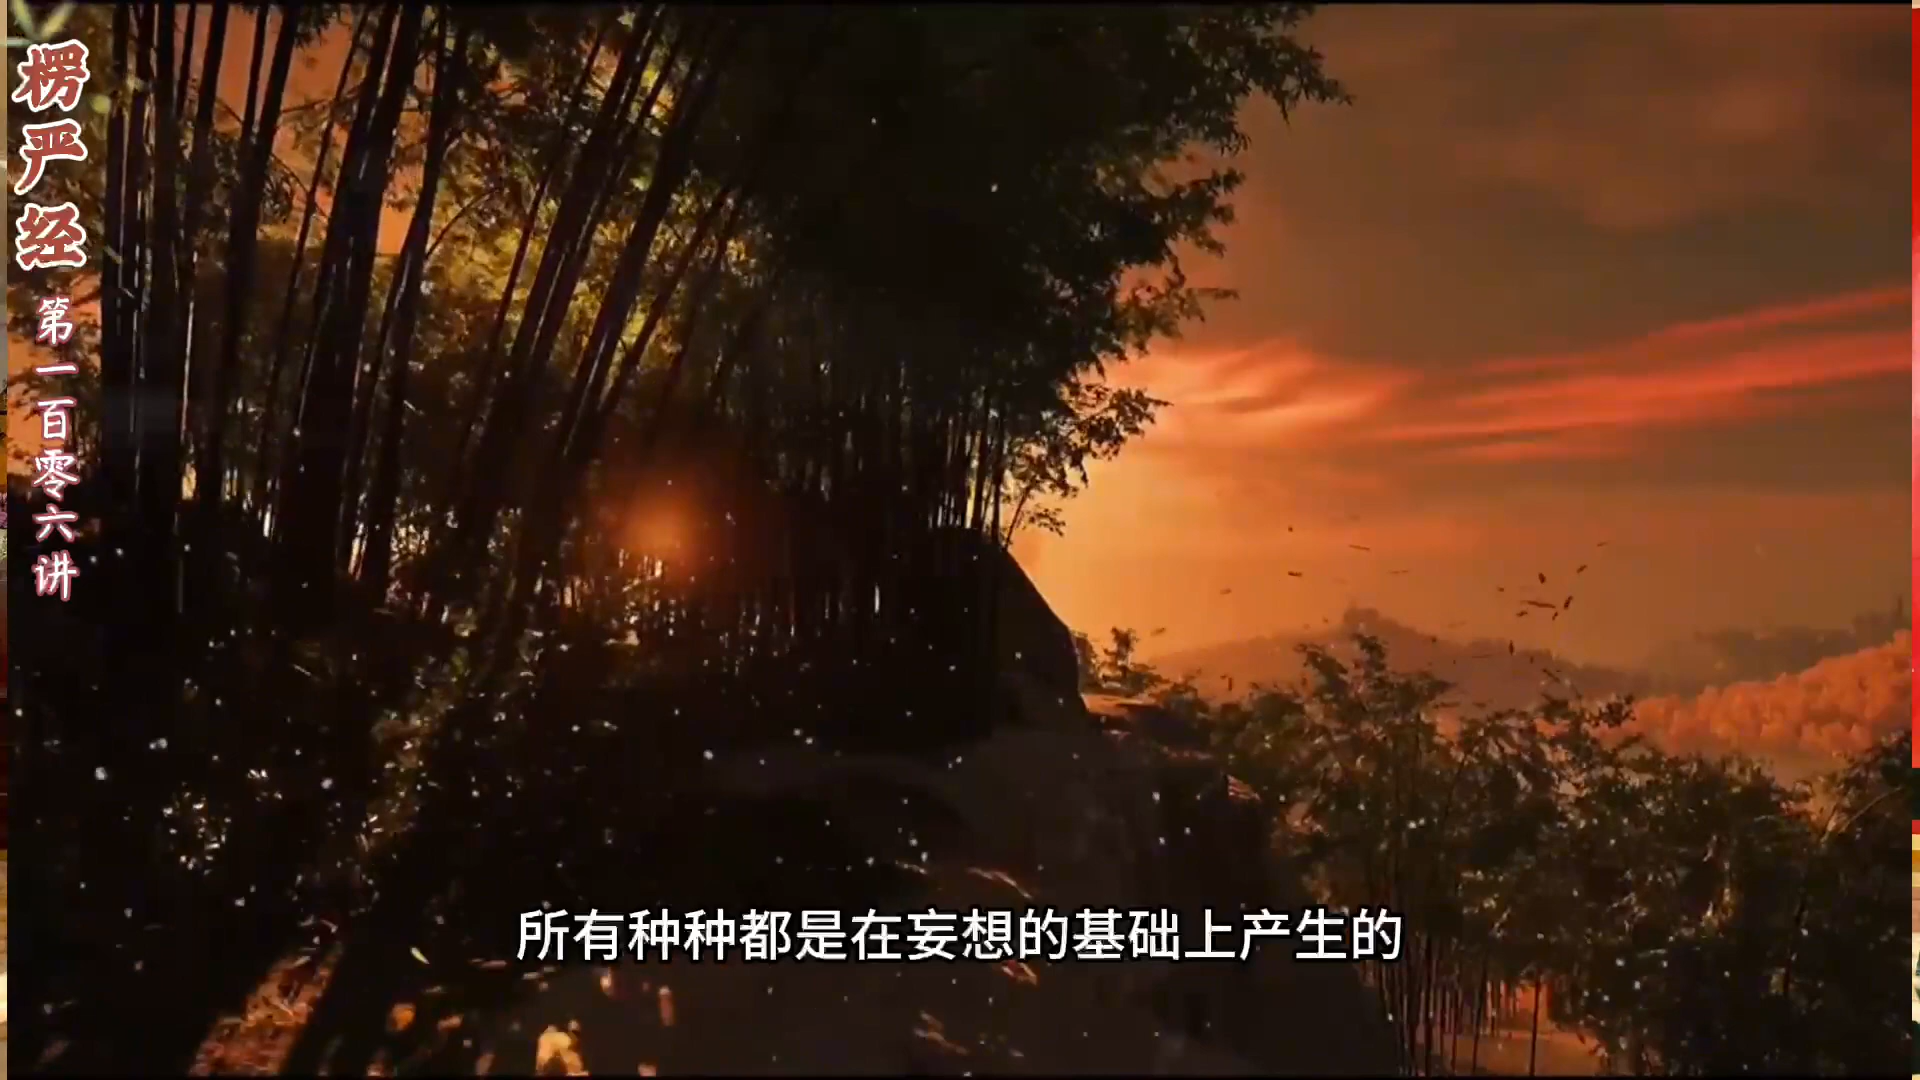 楞严经
第一百零六讲
所有种种都是在妄想的基础上产生的